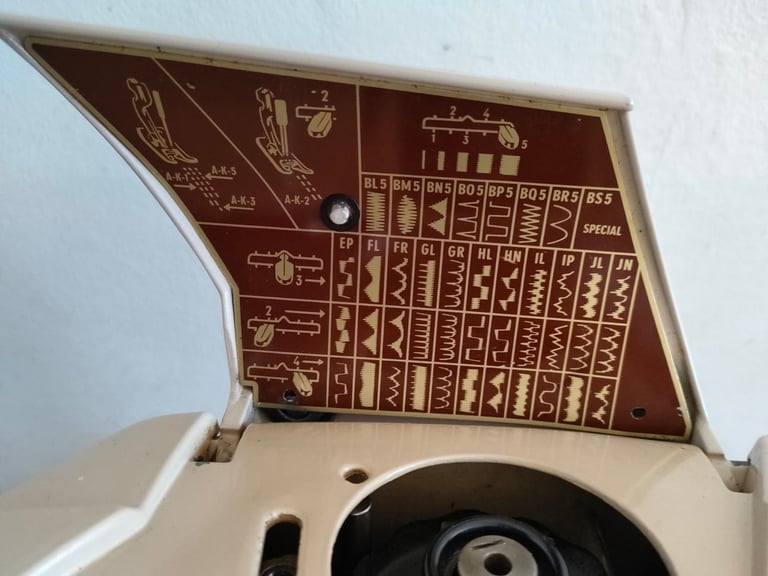 2
2 4
1 3 5
A-K-5
A-K-1
A-K-3
A-K-2
BL5 BM5 BN5 BO5 BP5 BQ5 BR5 BS5
SPECIAL
EP FL FR GL GR HL HN IL IP JL JN
3
2
4